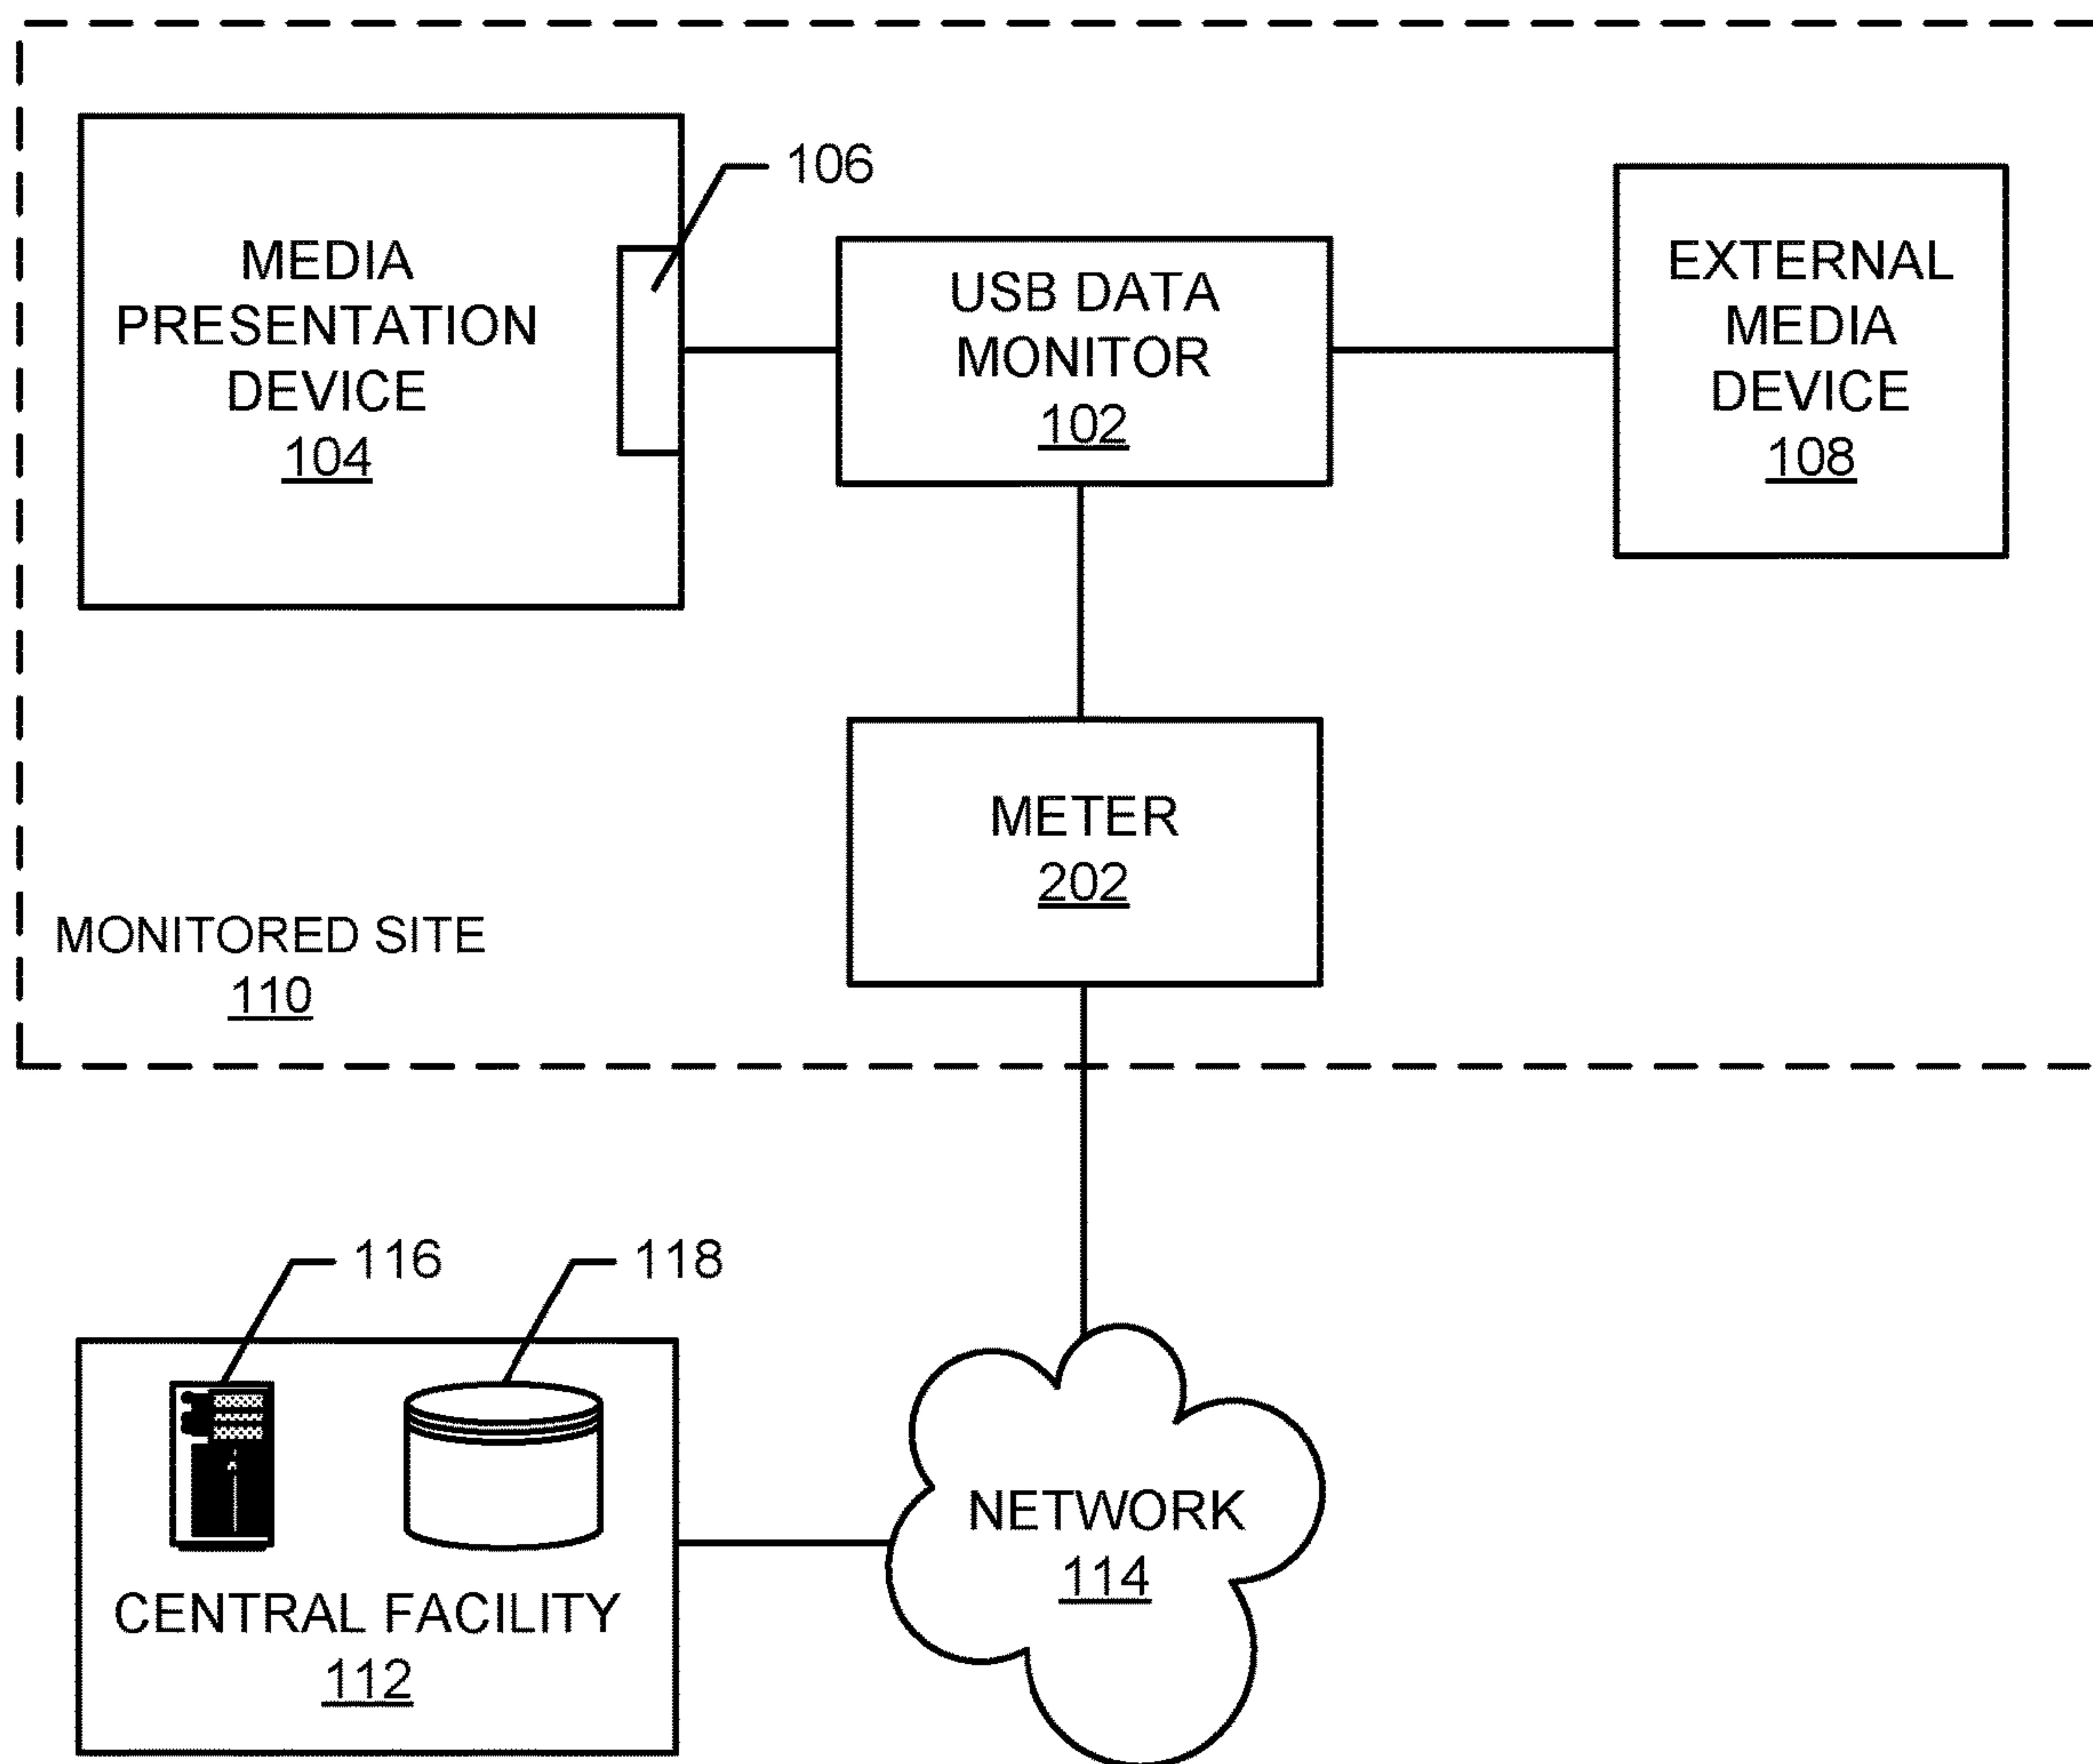 106
MEDIA
PRESENTATION
DEVICE
104
USB DATA
MONITOR
102
EXTERNAL
MEDIA
DEVICE
108
METER
202
MONITORED SITE
110
116
118
CENTRAL FACILITY
112
NETWORK
114